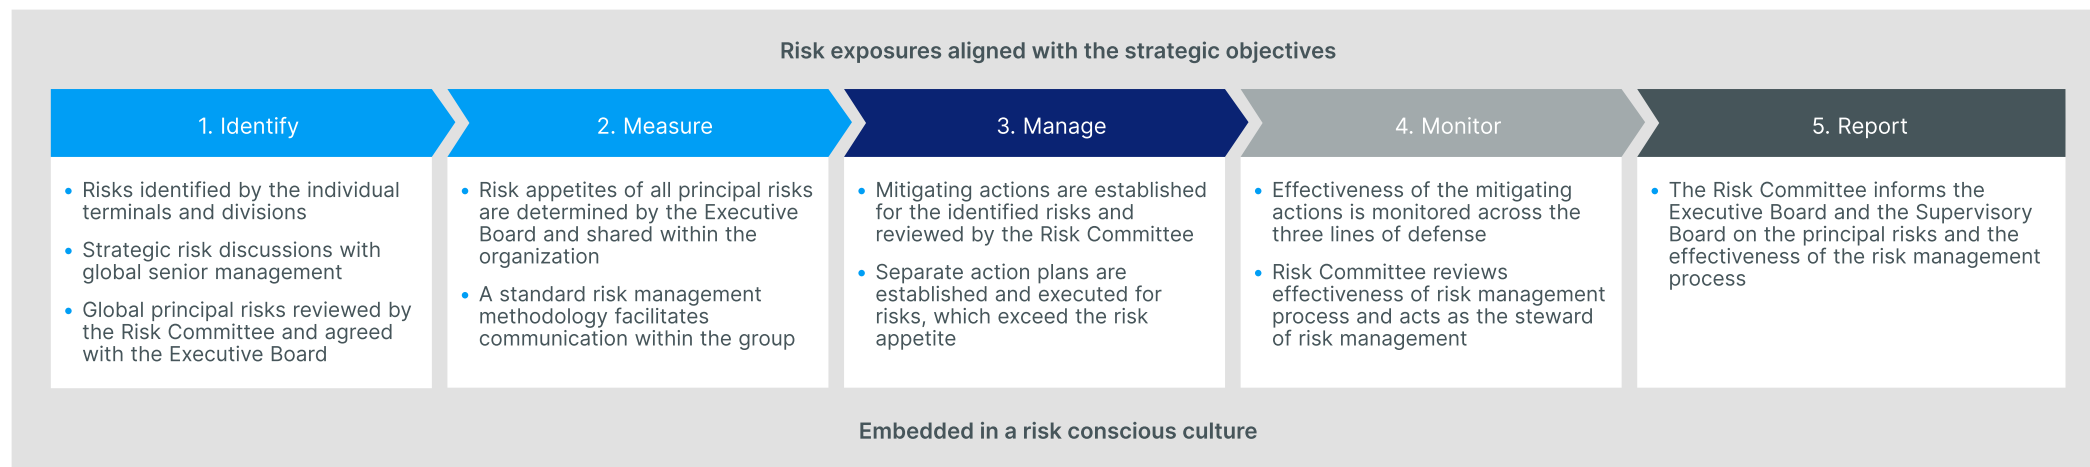 Risk exposures aligned with the strategic objectives
1. Identify
• Risks identified by the individual
terminals and divisions
• Strategic risk discussions with
global senior management
• Global principal risks reviewed by
the Risk Committee and agreed
with the Executive Board
2. Measure
• Risk appetites of all principal risks
are determined by the Executive
Board and shared within the
organization
• A standard risk management
methodology facilitates
communication within the group
3. Manage
• Mitigating actions are established
for the identified risks and
reviewed by the Risk Committee
• Separate action plans are
established and executed for
risks, which exceed the risk
appetite
4. Monitor
• Effectiveness of the mitigating
actions is monitored across the
three lines of defense
• Risk Committee reviews
effectiveness of risk management
process and acts as the steward
of risk management
5. Report
• The Risk Committee informs the
Executive Board and the Supervisory
Board on the principal risks and the
effectiveness of the risk management
process
Embedded in a risk conscious culture